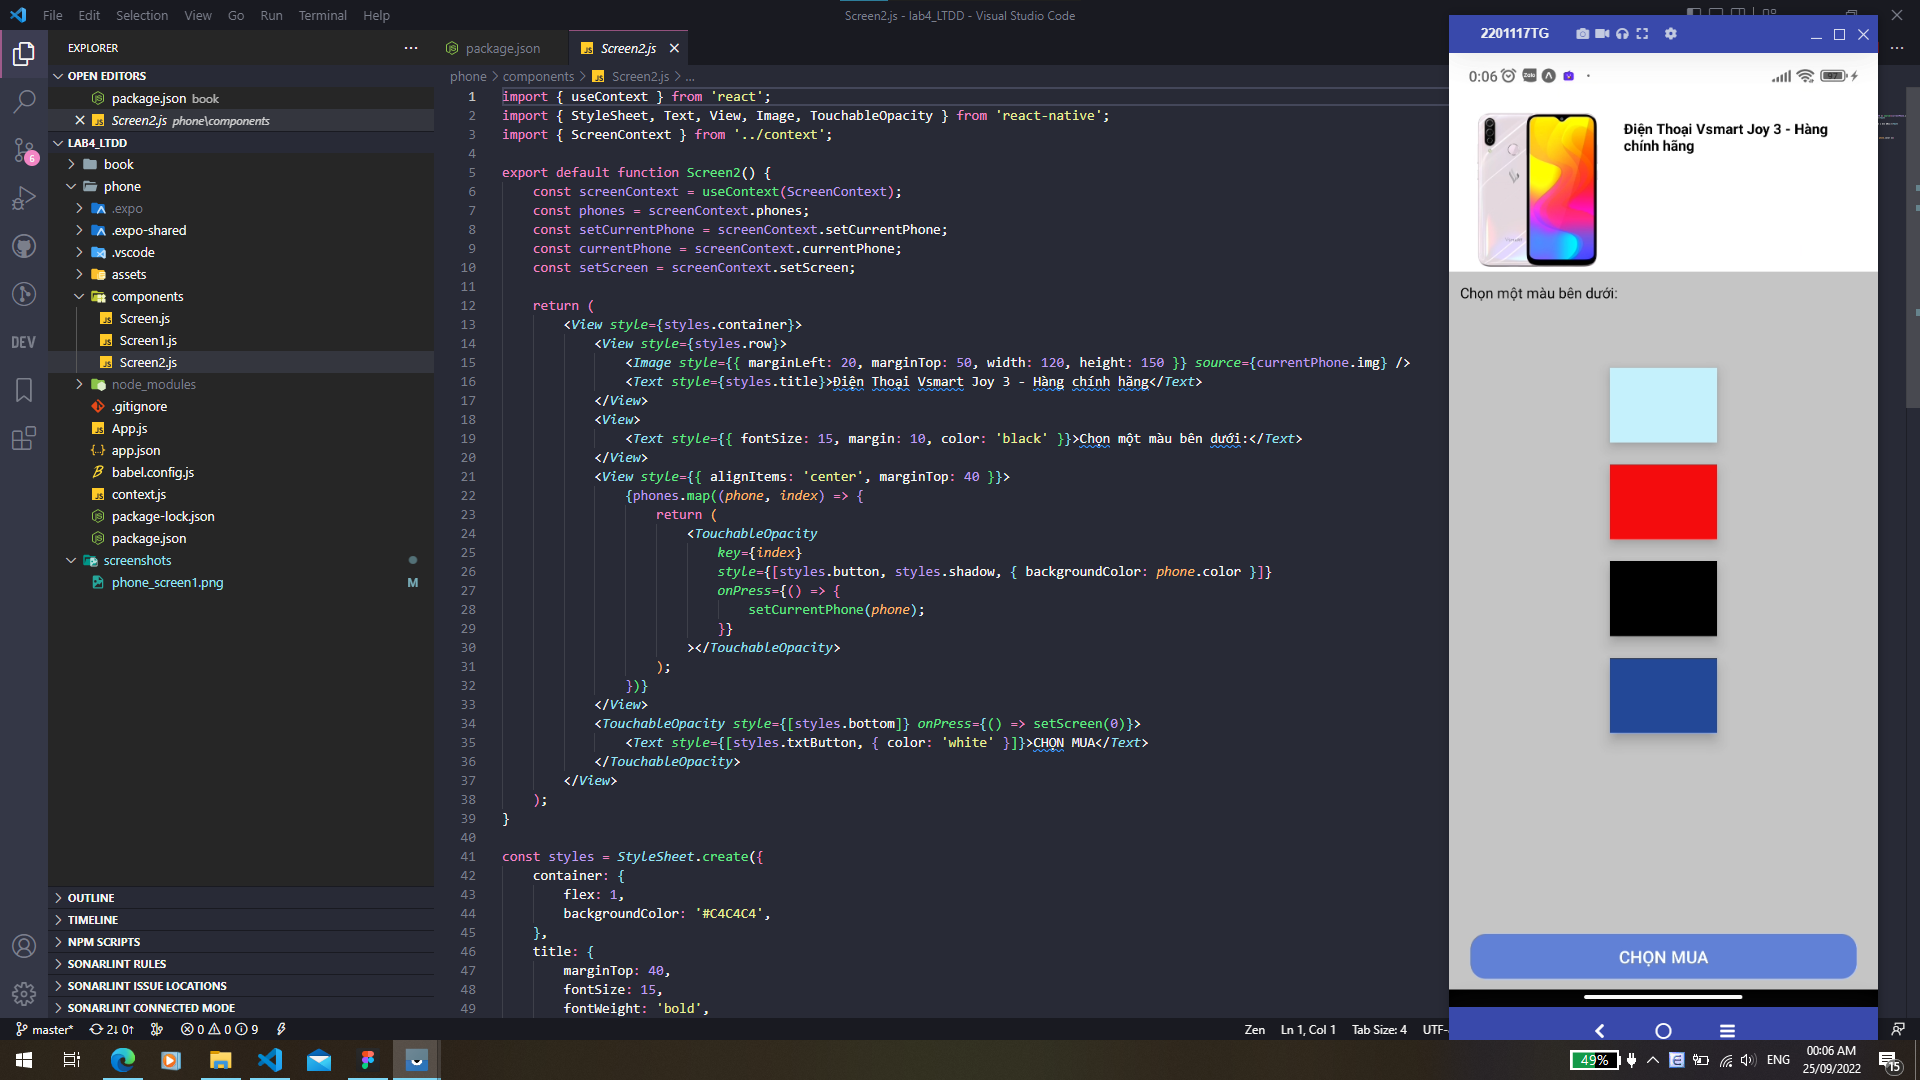 File Edit Selection View Go Run Terminal Help
Screen2.js - lab4_LTDD - Visual Studio Code
EXPLORER
OPEN EDITORS
package.json book
Screen2.js phone\components
LAB4_LTDD
book
phone
.expo
.expo-shared
.vscode
assets
components
Screen.js
Screen1.js
Screen2.js
node_modules
.gitignore
App.js
app.json
babel.config.js
context.js
package-lock.json
package.json
screenshots
phone_screen1.png M
OUTLINE
TIMELINE
NPM SCRIPTS
SONARLINT RULES
SONARLINT ISSUE LOCATIONS
SONARLINT CONNECTED MODE
6
DEV
package.json
Screen2.js
phone > components > Screen2.js > ...
1 import { useContext } from 'react';
2 import { StyleSheet, Text, View, Image, TouchableOpacity } from 'react-native';
3 import { ScreenContext } from '../context';
4
5 export default function Screen2() {
6 const screenContext = useContext(ScreenContext);
7 const phones = screenContext.phones;
8 const setCurrentPhone = screenContext.setCurrentPhone;
9 const currentPhone = screenContext.currentPhone;
10 const setScreen = screenContext.setScreen;
11
12 return (
13 <View style={styles.container}>
14 <View style={styles.row}>
15 <Image style={{ marginLeft: 20, marginTop: 50, width: 120, height: 150 }} source={currentPhone.img} />
16 <Text style={styles.title}>Điện Thoại Vsmart Joy 3 - Hàng chính hãng</Text>
17 </View>
18 <View>
19 <Text style={{ fontSize: 15, margin: 10, color: 'black' }}>Chọn một màu bên dưới:</Text>
20 </View>
21 <View style={{ alignItems: 'center', marginTop: 40 }}>
22 {phones.map((phone, index) => {
23 return (
24 <TouchableOpacity
25 key={index}
26 style={[styles.button, styles.shadow, { backgroundColor: phone.color }]}
27 onPress={() => {
28 setCurrentPhone(phone);
29 }}
30 ></TouchableOpacity>
31 );
32 })}
33 </View>
34 <TouchableOpacity style={[styles.bottom]} onPress={() => setScreen(0)}>
35 <Text style={[styles.txtButton, { color: 'white' }]}>CHỌN MUA</Text>
36 </TouchableOpacity>
37 </View>
38 );
39 }
40
41 const styles = StyleSheet.create({
42 container: {
43 flex: 1,
44 backgroundColor: '#C4C4C4',
45 },
46 title: {
47 marginTop: 40,
48 fontSize: 15,
49 fontWeight: 'bold',
2201117TG
0:06
Điện Thoại Vsmart Joy 3 - Hàng
chính hãng
Chọn một màu bên dưới:
CHỌN MUA
master* 2↓ 0↑ 0 0 9
Zen Ln 1, Col 1 Tab Size: 4 UTF-
49% ENG
00:06 AM
25/09/2022
15